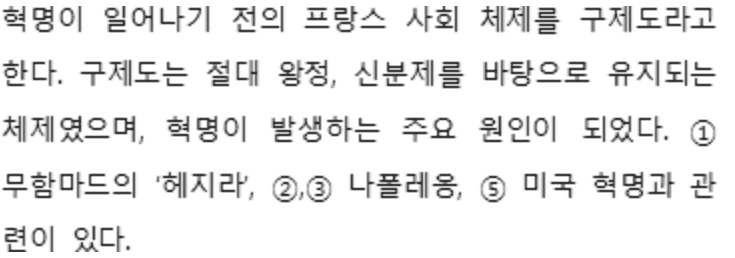 혁명이 일어나기 전의 프랑스 사회 체제를 구제도라고
한다. 구제도는 절대 왕정, 신분제를 바탕으로 유지되는
체제였으며, 혁명이 발생하는 주요 원인이 되었다. ①
무함마드의 '헤지라', ②,③ 나폴레옹, ⑤ 미국 혁명과 관
련이 있다.